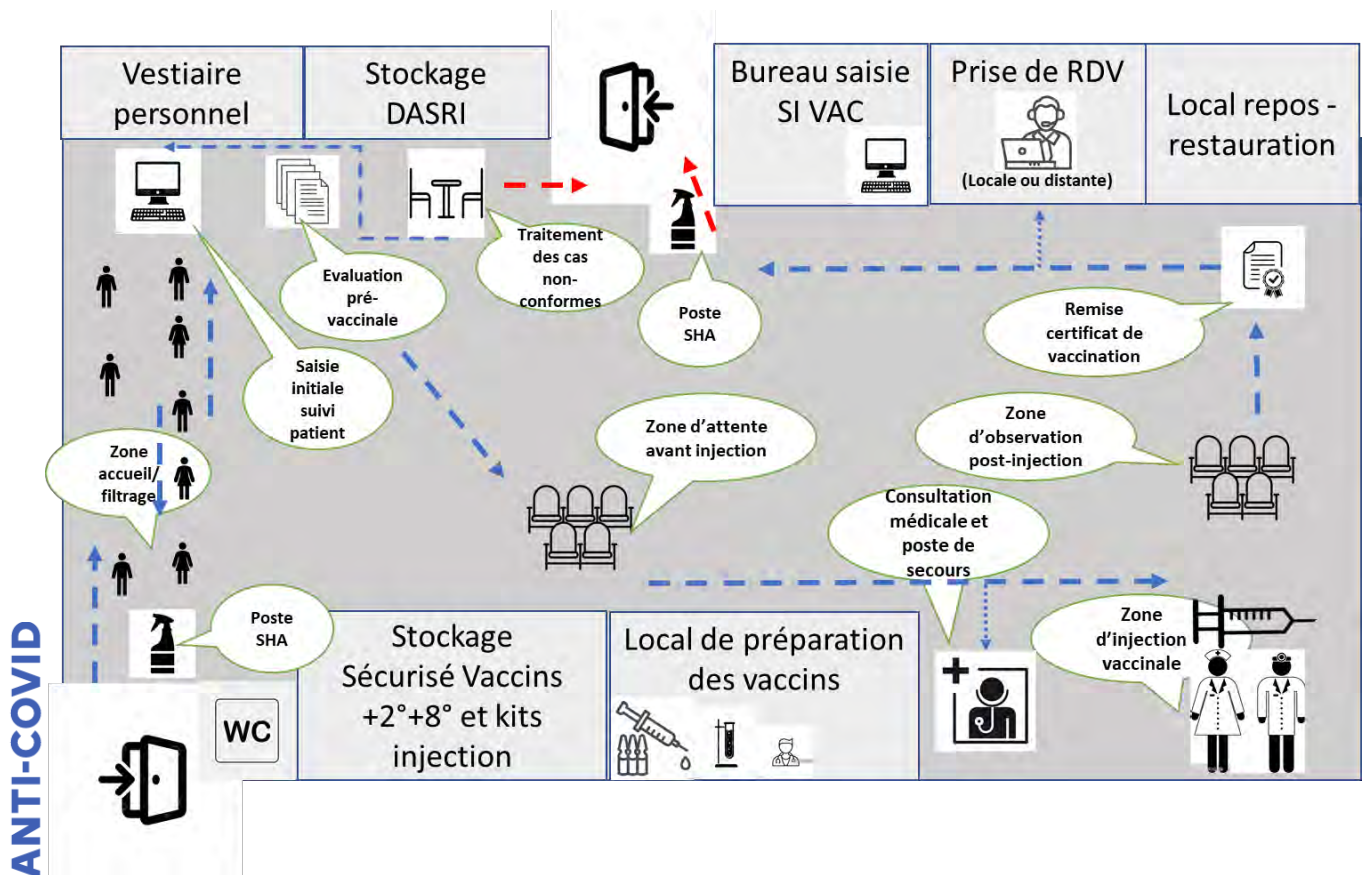 Vestiaire
personnel
Stockage
DASRI
Bureau saisie
SI VAC
Prise de RDV
(Locale ou distante)
Local repos -
restauration
Traitement
des cas
non-
conformes
Evaluation
pré-
vaccinale
Poste
SHA
Remise
certificat de
vaccination
Saisie
initiale
suivi
patient
Zone
accueil/
filtrage
Zone d'attente
avant injection
Zone
d'observation
post-injection
Consultation
médicale et
poste de
secours
Poste
SHA
Zone
d'injection
vaccinale
Stockage
Sécurisé Vaccins
+2°+8° et kits
injection
Local de préparation
des vaccins
WC
ANTI-COVID